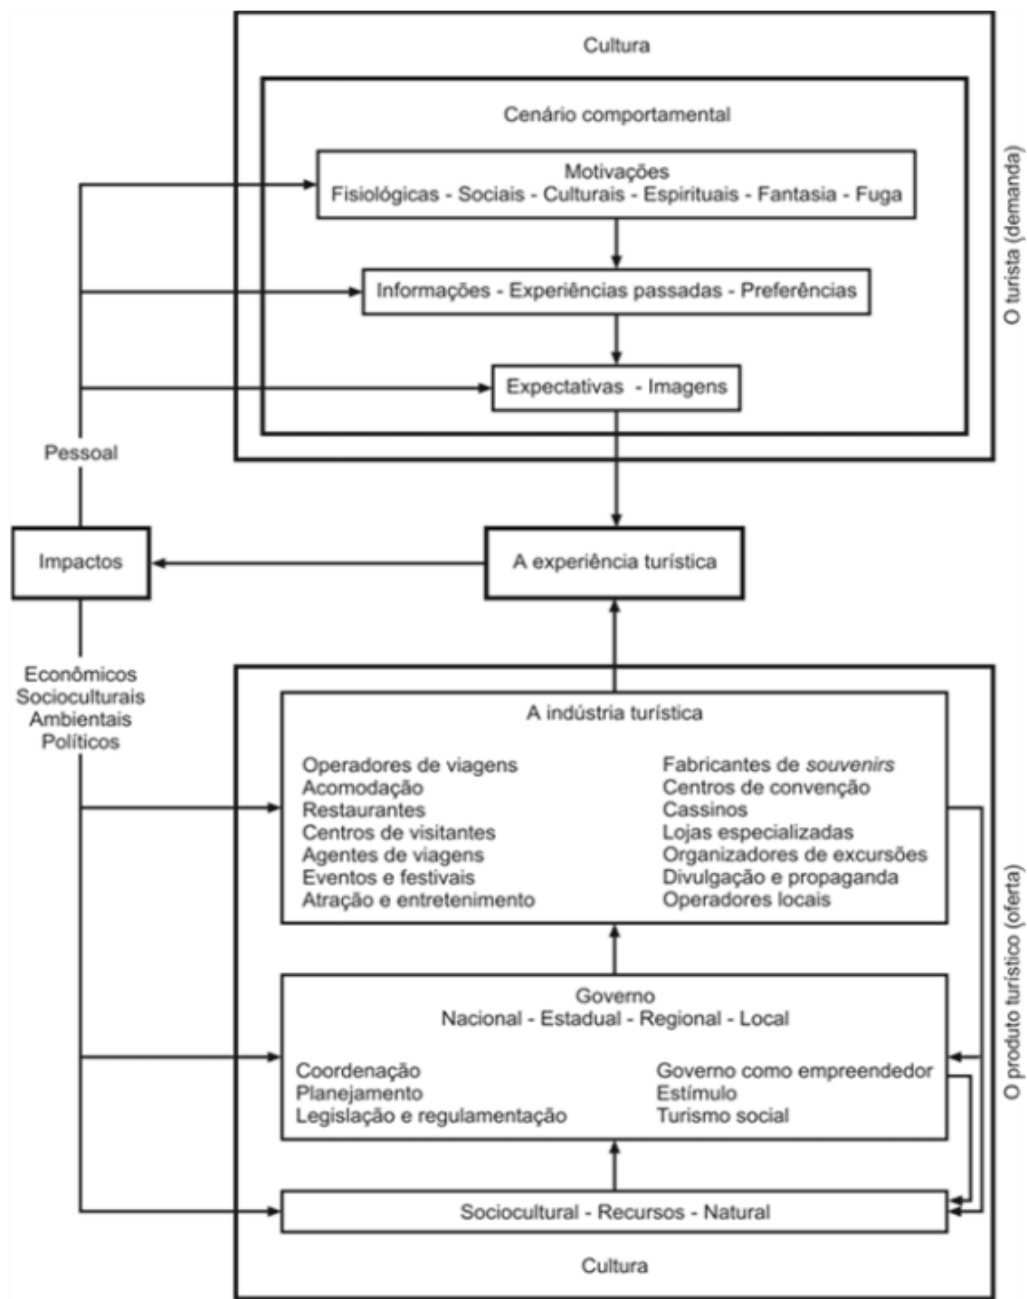 Cultura
Cenário comportamental
Motivações
Fisiológicas - Sociais - Culturais - Espirituais - Fantasia - Fuga
Informações - Experiências passadas - Preferências
Expectativas - Imagens
O turista (demanda)
Pessoal
Impactos
A experiência turística
Econômicos
Socioculturais
Ambientais
Políticos
A indústria turística
Operadores de viagens
Acomodação
Restaurantes
Centros de visitantes
Agentes de viagens
Eventos e festivais
Atração e entretenimento
Fabricantes de souvenirs
Centros de convenção
Cassinos
Lojas especializadas
Organizadores de excursões
Divulgação e propaganda
Operadores locais
Governo
Nacional - Estadual - Regional - Local
Coordenação
Planejamento
Legislação e regulamentação
Governo como empreendedor
Estímulo
Turismo social
Sociocultural - Recursos - Natural
Cultura
O produto turístico (oferta)